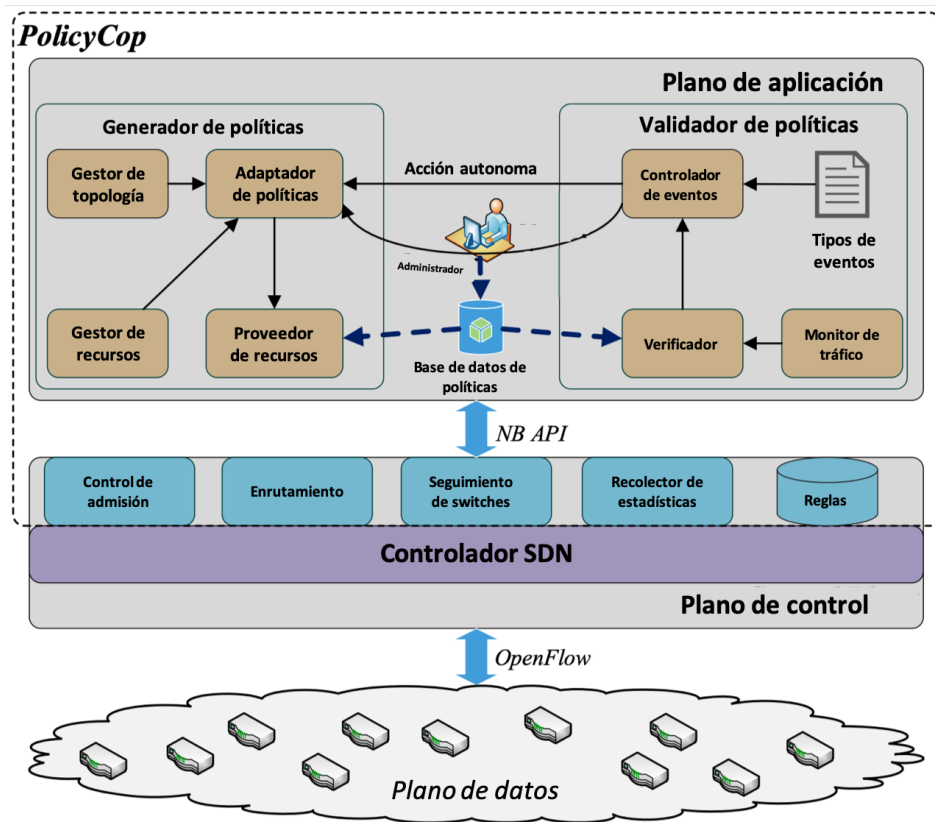 PolicyCop
Plano de aplicación
Generador de políticas
Validador de políticas
Gestor de
topología
Adaptador
de políticas
Acción autonoma
Controlador
de eventos
Tipos de
eventos
Administrador
Gestor de
recursos
Proveedor
de recursos
Base de datos de
políticas
Verificador
Monitor de
tráfico
NB API
Control de
admisión
Enrutamiento
Seguimiento
de switches
Recolector de
estadísticas
Reglas
Controlador SDN
Plano de control
OpenFlow
Plano de datos